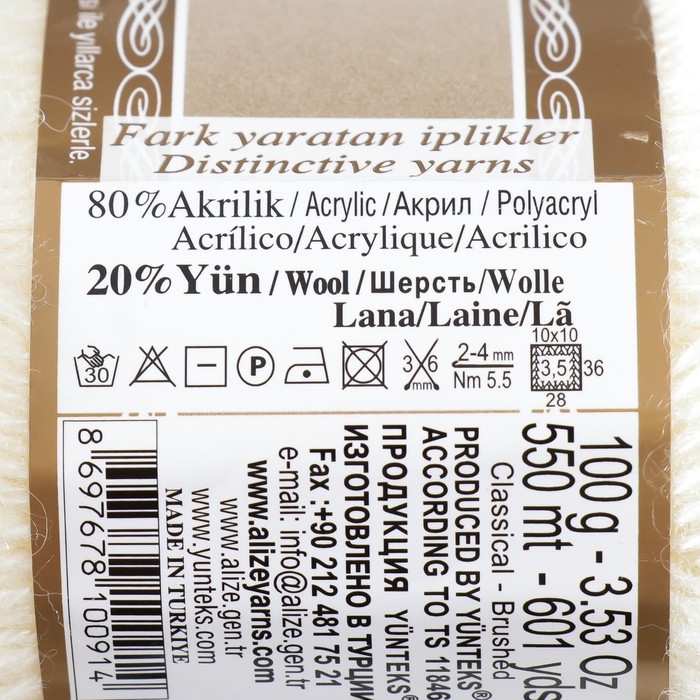 si ile yıllarca sizlerle.
Fark yaratan iplikler
Distinctive yarns
80%Akrilik / Acrylic / Акрил / Polyacryl
Acrílico/Acrylique/Acrilico
20% Yün / Wool / Шерсть/Wolle
Lana/Laine/Lã
30
P
3 6
mm
2-4 mm
Nm 5.5
10x10
3,5
36
28
100 g - 3.53 Oz
550 mt - 601 yds
Classical - Brushed
PRODUCED BY YÜNTEKS®
ACCORDING TO TS 11846
ПРОДУКЦИЯ YÜNTEKS®
ИЗГОТОВЛЕНО В ТУРЦИИ
Fax :+90 212 481 75 21
e-mail: info@alize.gen.tr
www.alizeyarns.com
www.alize.gen.tr
www.yunteks.com
MADE IN TURKIYE
8 697678 100914